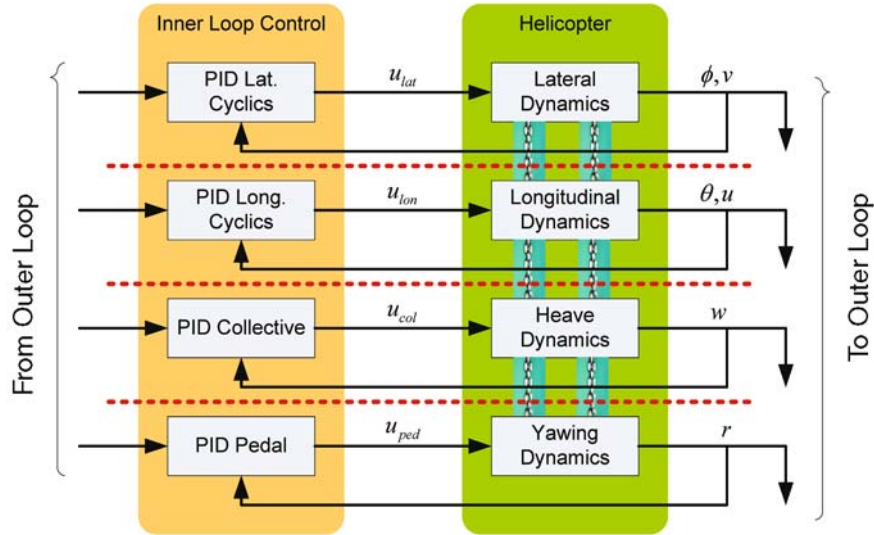 Inner Loop Control
Helicopter
PID Lat.
Cyclics
u_lat
Lateral
Dynamics
ϕ, v
PID Long.
Cyclics
u_lon
Longitudinal
Dynamics
θ, u
PID Collective
u_col
Heave
Dynamics
w
PID Pedal
u_ped
Yawing
Dynamics
r
From Outer Loop
To Outer Loop